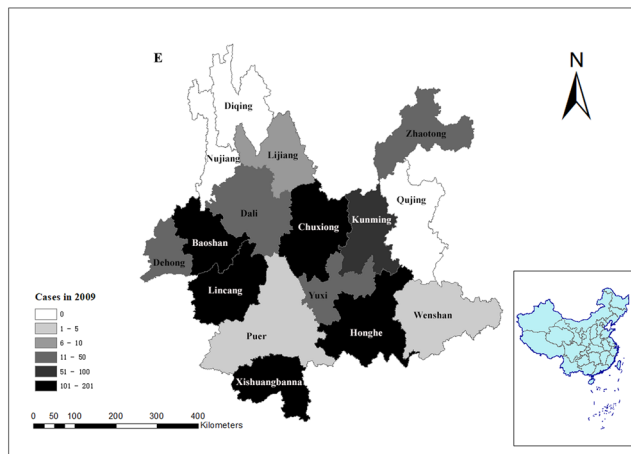 E
N
Diqing
Zhaotong
Nujiang
Lijiang
Qujing
Dali
Chuxiong
Kunming
Baoshan
Dehong
Lincang
Yuxi
Wenshan
Puer
Honghe
Xishuangbanna
Cases in 2009
0
1 - 5
6 - 10
11 - 50
51 - 100
101 - 201
0 50 100 200 300 400
Kilometers